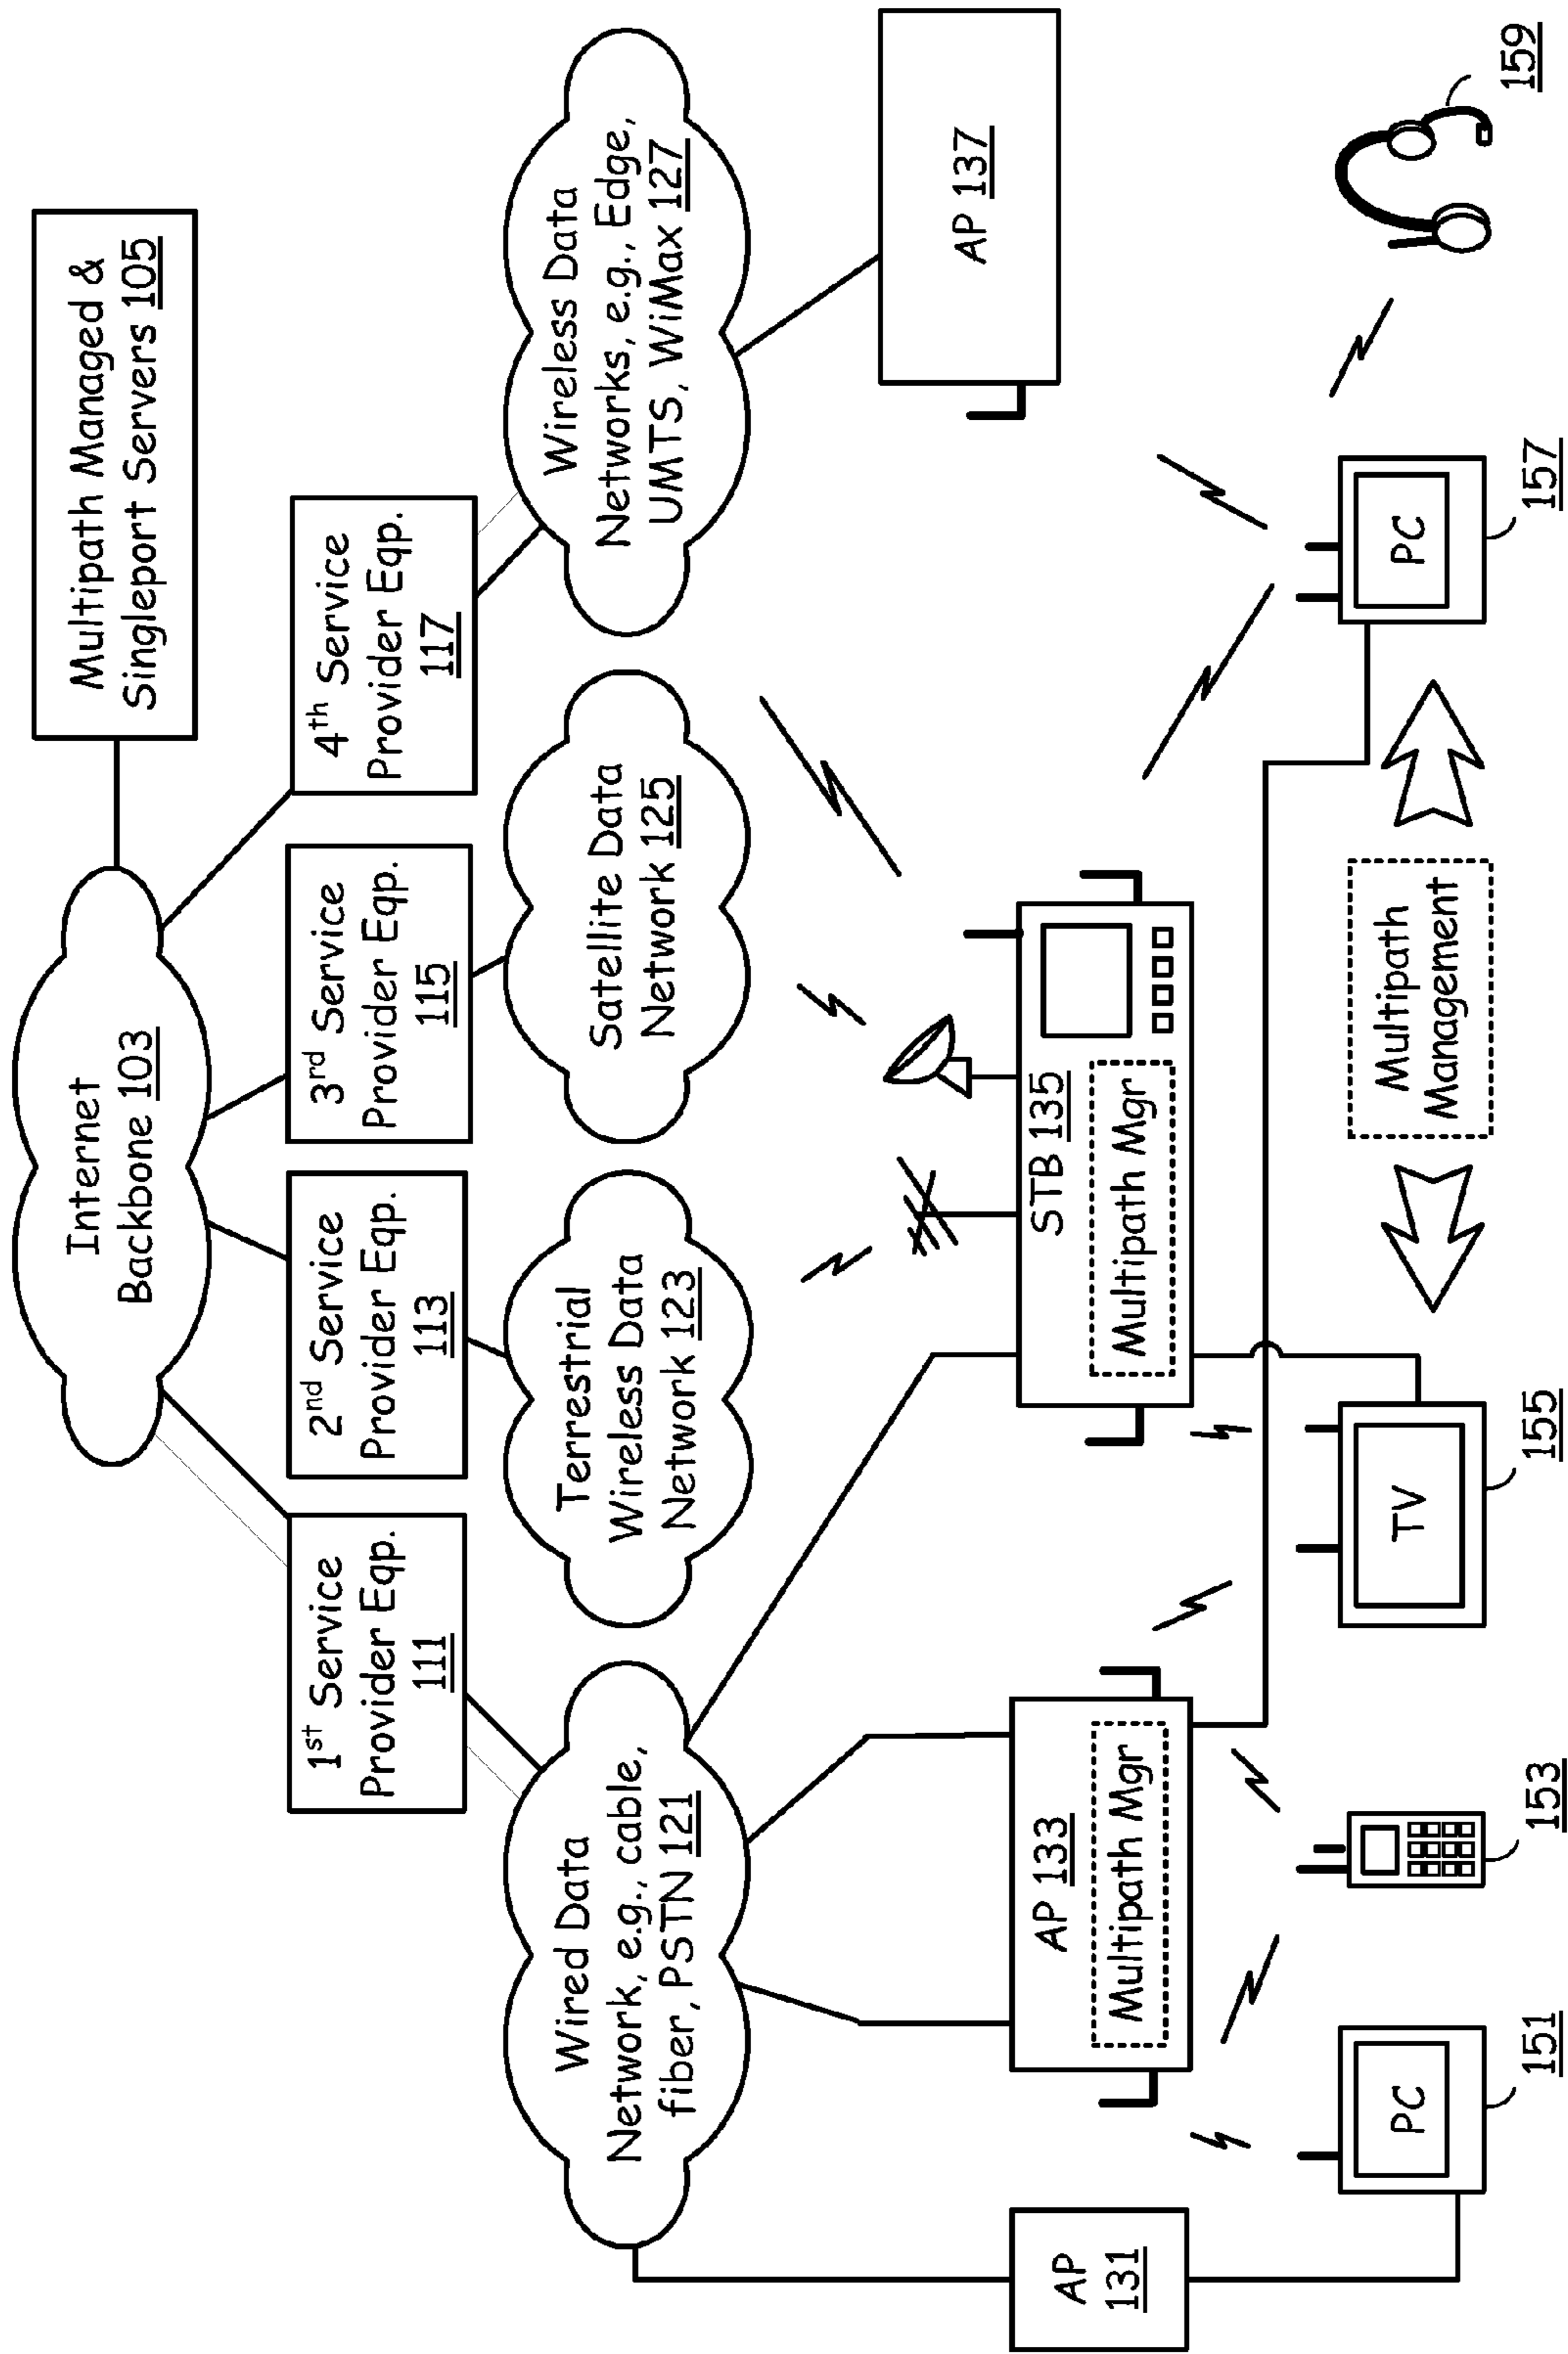 Multipath Managed &
Singleport Servers 105
Internet
Backbone 103
1st Service
Provider Eqp.
111
2nd Service
Provider Eqp.
113
3rd Service
Provider Eqp.
115
4th Service
Provider Eqp.
117
Wired Data
Network, e.g., cable,
fiber, PSTN 121
Terrestrial
Wireless Data
Network 123
Satellite Data
Network 125
Wireless Data
Networks, e.g., Edge,
UMTS, WiMax 127
AP
131
AP 133
Multipath Mgr
STB 135
Multipath Mgr
AP 137
PC
151
153
TV
155
Multipath
Management
PC
157
159